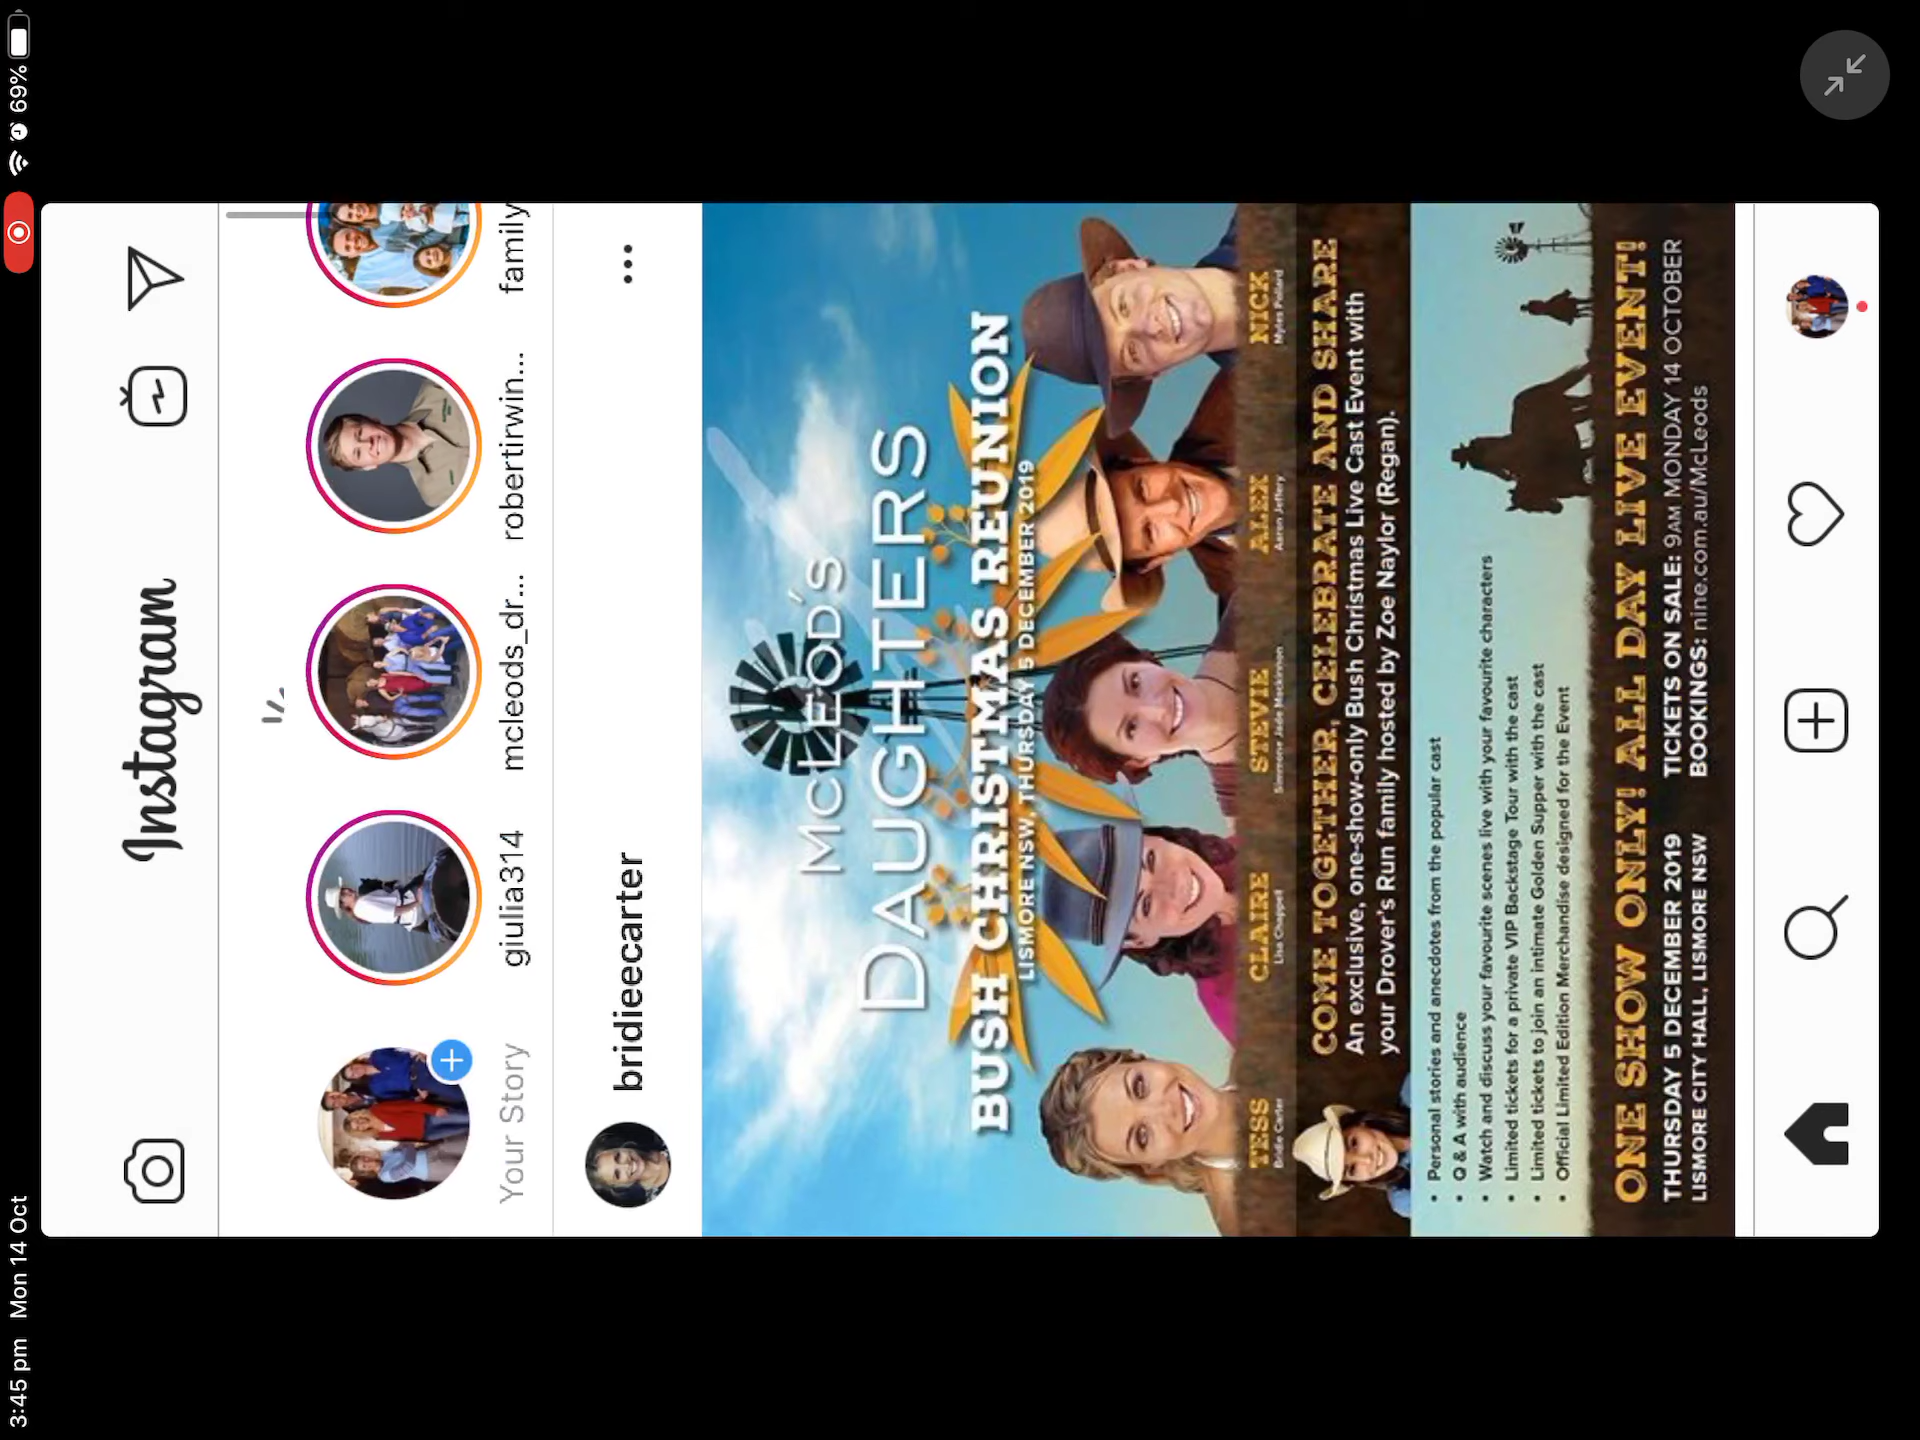 3:45 pm Mon 14 Oct
69%
Instagram
Your Story
giulia314
mcleods_dr...
robertirwin...
family
bridieecarter
McLEOD'S
DAUGHTERS
BUSH CHRISTMAS REUNION
LISMORE NSW, THURSDAY 5 DECEMBER 2019
TESS
Bridie Carter
CLAIRE
Lisa Chappell
STEVIE
Simmone Jade Mackinnon
ALEX
Aaron Jeffery
NICK
Myles Pollard
COME TOGETHER, CELEBRATE AND SHARE
An exclusive, one-show-only Bush Christmas Live Cast Event with
your Drover's Run family hosted by Zoe Naylor (Regan).
• Personal stories and anecdotes from the popular cast
• Q & A with audience
• Watch and discuss your favourite scenes live with your favourite characters
• Limited tickets for a private VIP Backstage Tour with the cast
• Limited tickets to join an intimate Golden Supper with the cast
• Official Limited Edition Merchandise designed for the Event
ONE SHOW ONLY! ALL DAY LIVE EVENT!
THURSDAY 5 DECEMBER 2019
LISMORE CITY HALL, LISMORE NSW
TICKETS ON SALE: 9AM MONDAY 14 OCTOBER
BOOKINGS: nine.com.au/McLeods